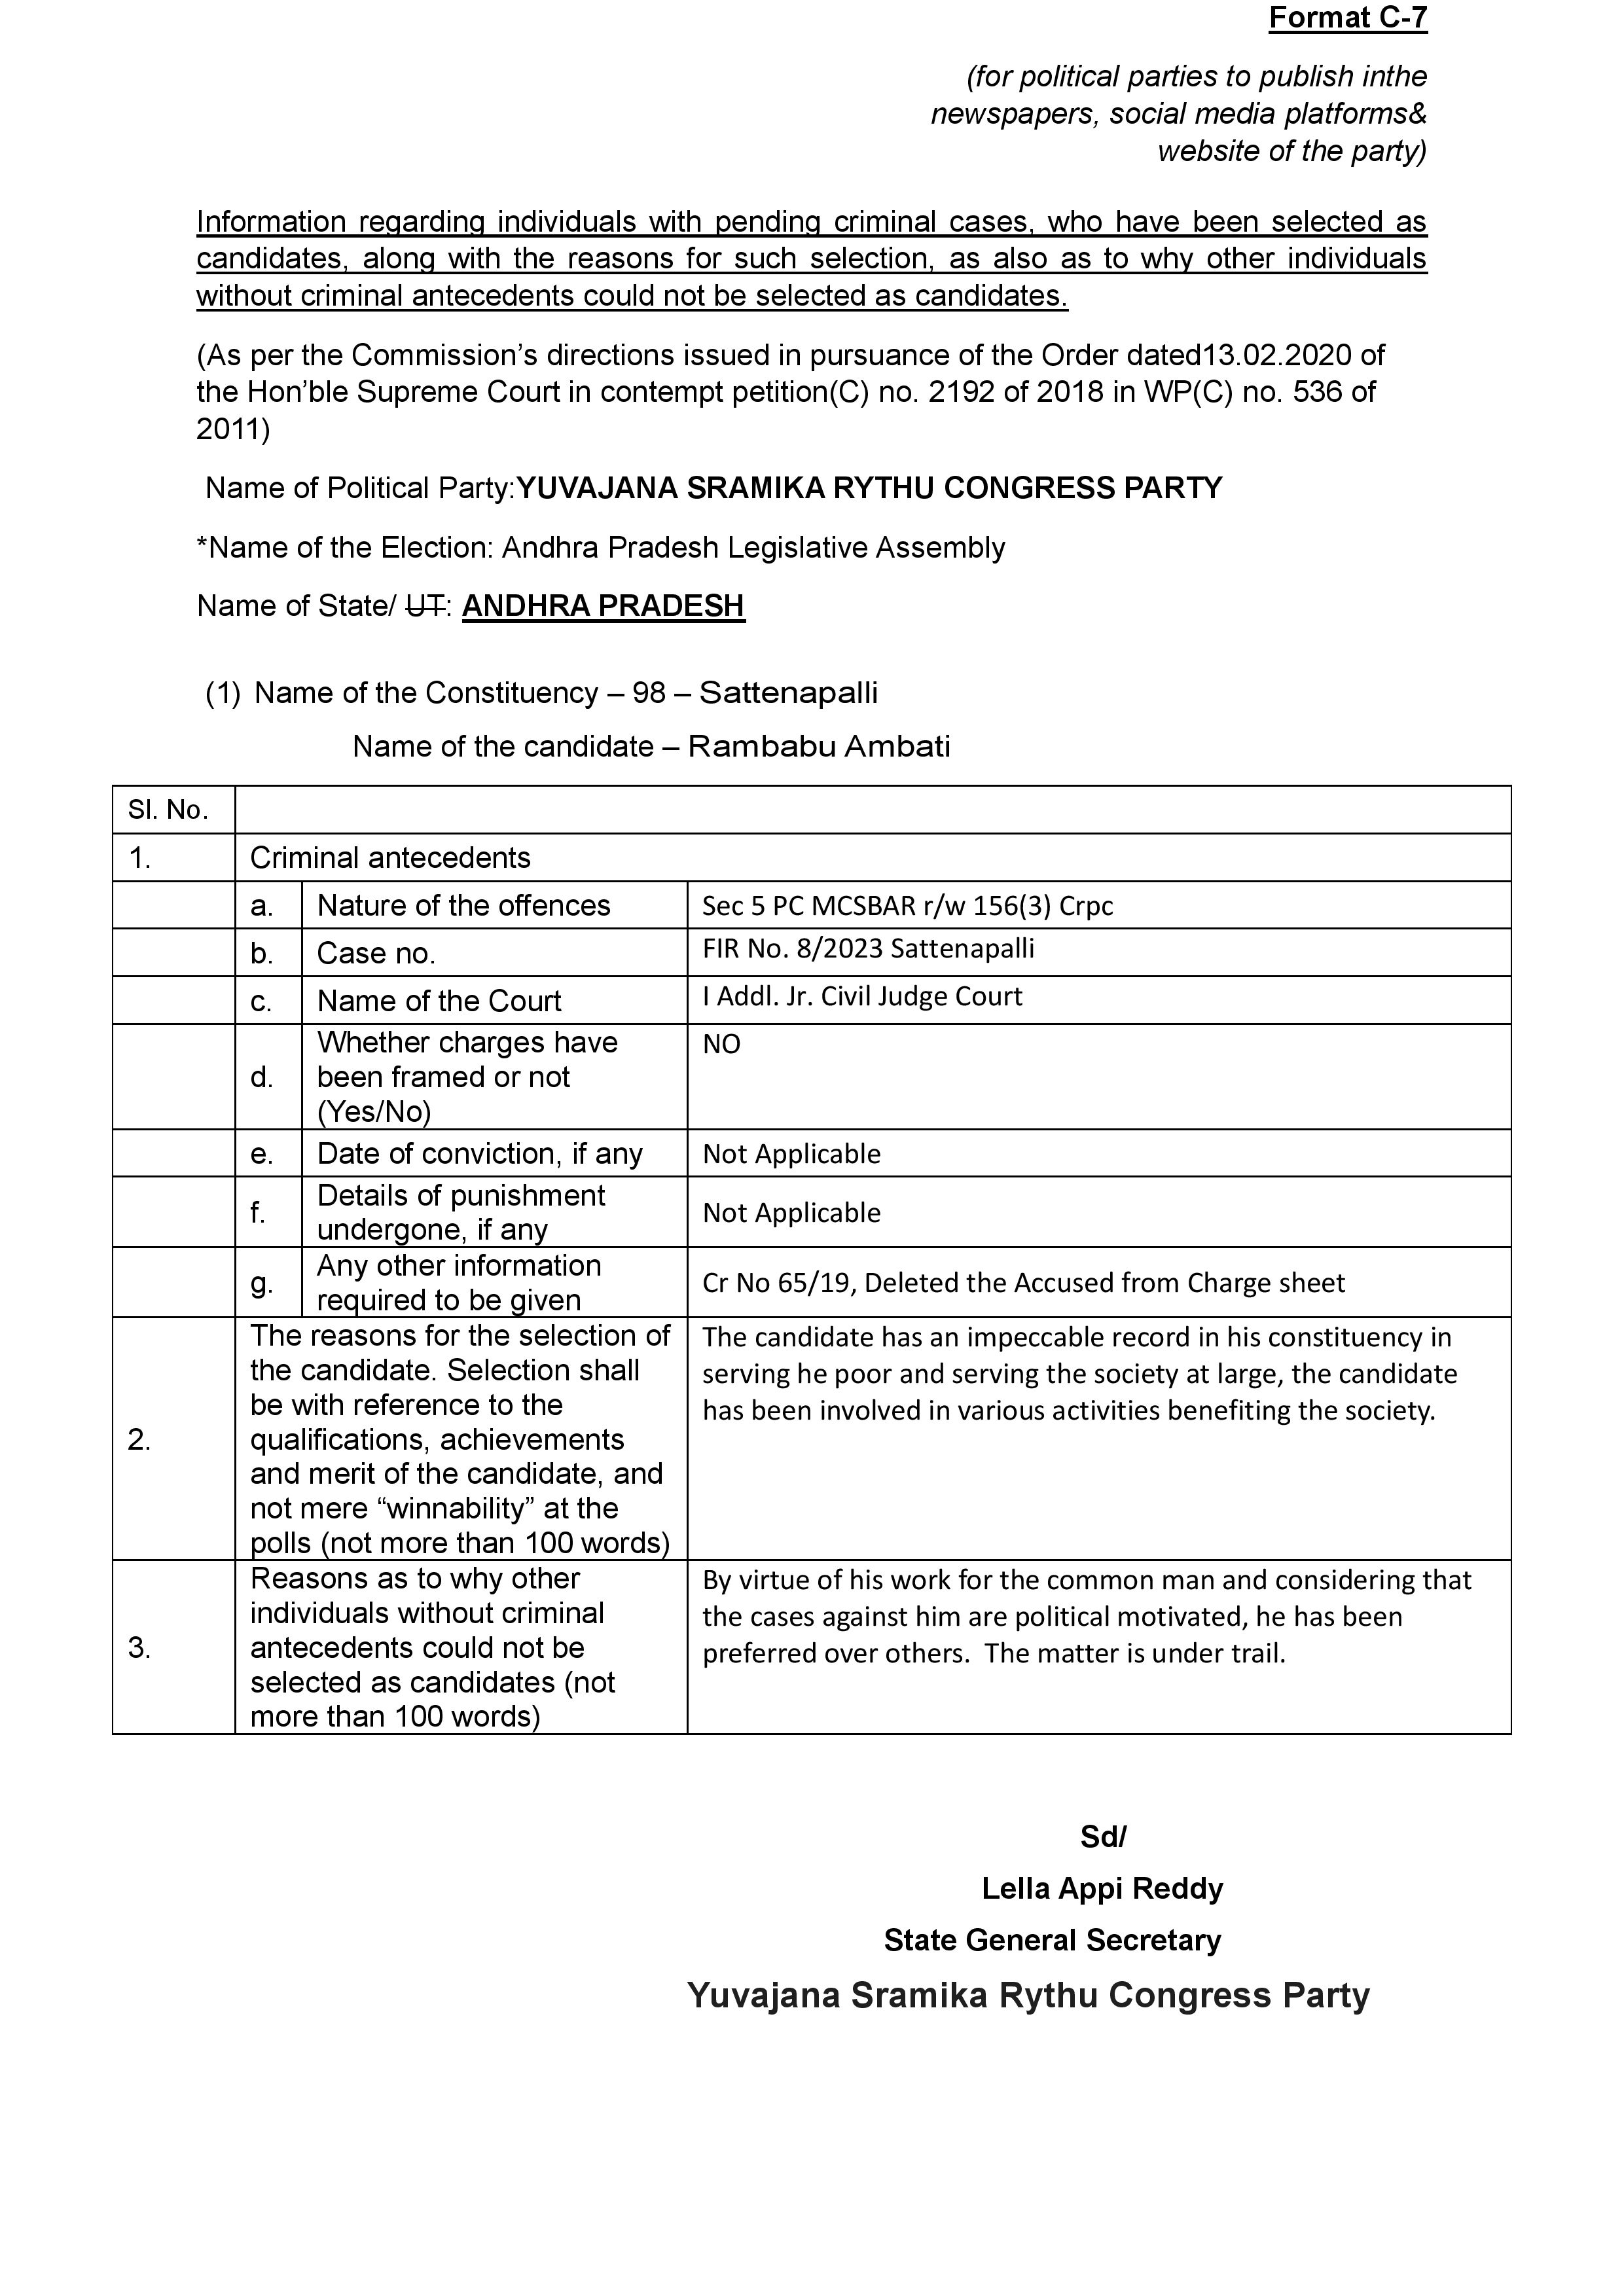 Format C-7
(for political parties to publish inthe
newspapers, social media platforms&
website of the party)
Information regarding individuals with pending criminal cases, who have been selected as
candidates, along with the reasons for such selection, as also as to why other individuals
without criminal antecedents could not be selected as candidates.
(As per the Commission’s directions issued in pursuance of the Order dated13.02.2020 of
the Hon’ble Supreme Court in contempt petition(C) no. 2192 of 2018 in WP(C) no. 536 of
2011)
Name of Political Party:YUVAJANA SRAMIKA RYTHU CONGRESS PARTY
*Name of the Election: Andhra Pradesh Legislative Assembly
Name of State/ UT: ANDHRA PRADESH
(1) Name of the Constituency – 98 – Sattenapalli
Name of the candidate – Rambabu Ambati
Sl. No.
1. Criminal antecedents
a. Nature of the offences Sec 5 PC MCSBAR r/w 156(3) Crpc
b. Case no. FIR No. 8/2023 Sattenapalli
c. Name of the Court I Addl. Jr. Civil Judge Court
d. Whether charges have
been framed or not
(Yes/No)
NO
e. Date of conviction, if any Not Applicable
f. Details of punishment
undergone, if any
Not Applicable
g. Any other information
required to be given
Cr No 65/19, Deleted the Accused from Charge sheet
2.
The reasons for the selection of
the candidate. Selection shall
be with reference to the
qualifications, achievements
and merit of the candidate, and
not mere “winnability” at the
polls (not more than 100 words)
The candidate has an impeccable record in his constituency in
serving he poor and serving the society at large, the candidate
has been involved in various activities benefiting the society.
3.
Reasons as to why other
individuals without criminal
antecedents could not be
selected as candidates (not
more than 100 words)
By virtue of his work for the common man and considering that
the cases against him are political motivated, he has been
preferred over others.  The matter is under trail.
Sd/
Lella Appi Reddy
State General Secretary
Yuvajana Sramika Rythu Congress Party